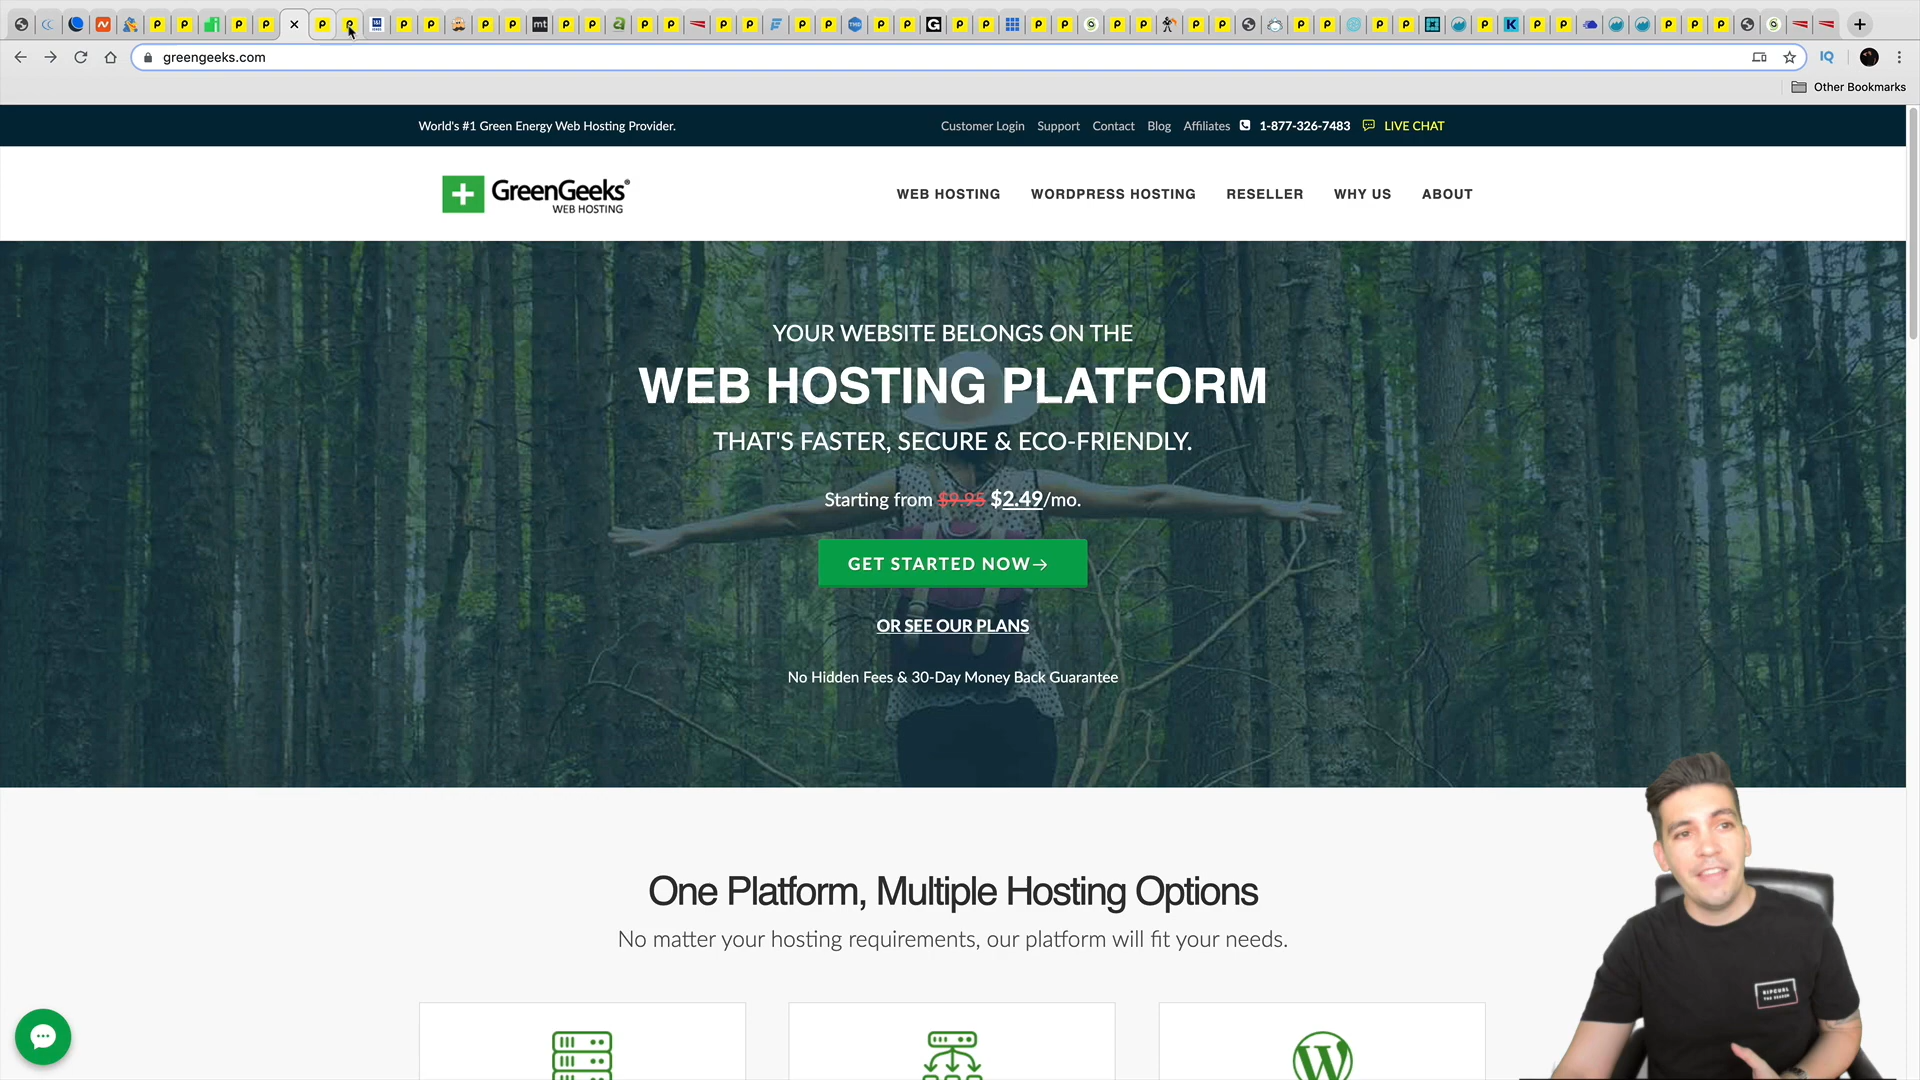 greengeeks.com
IQ
Other Bookmarks
World's #1 Green Energy Web Hosting Provider.
Customer Login Support Contact Blog Affiliates 1-877-326-7483 LIVE CHAT
GreenGeeks®
WEB HOSTING
WEB HOSTING WORDPRESS HOSTING RESELLER WHY US ABOUT
YOUR WEBSITE BELONGS ON THE
WEB HOSTING PLATFORM
THAT'S FASTER, SECURE & ECO-FRIENDLY.
Starting from $9.95 $2.49/mo.
GET STARTED NOW→
OR SEE OUR PLANS
No Hidden Fees & 30-Day Money Back Guarantee
One Platform, Multiple Hosting Options
No matter your hosting requirements, our platform will fit your needs.
RIPCURL